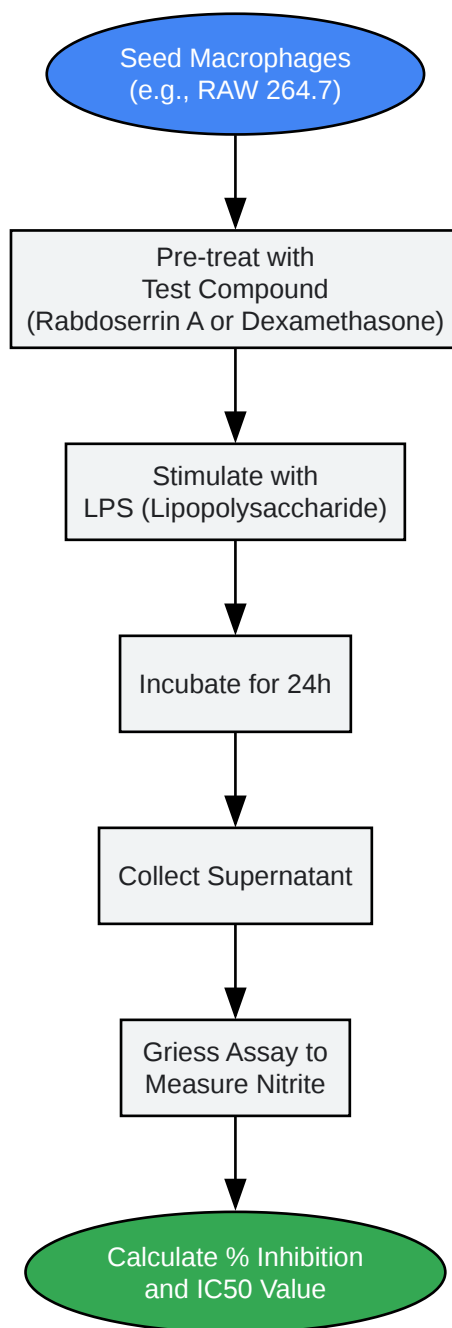 Seed Macrophages
(e.g., RAW 264.7)
Pre-treat with
Test Compound
(Rabdoserrin A or Dexamethasone)
Stimulate with
LPS (Lipopolysaccharide)
Incubate for 24h
Collect Supernatant
Griess Assay to
Measure Nitrite
Calculate % Inhibition
and IC50 Value